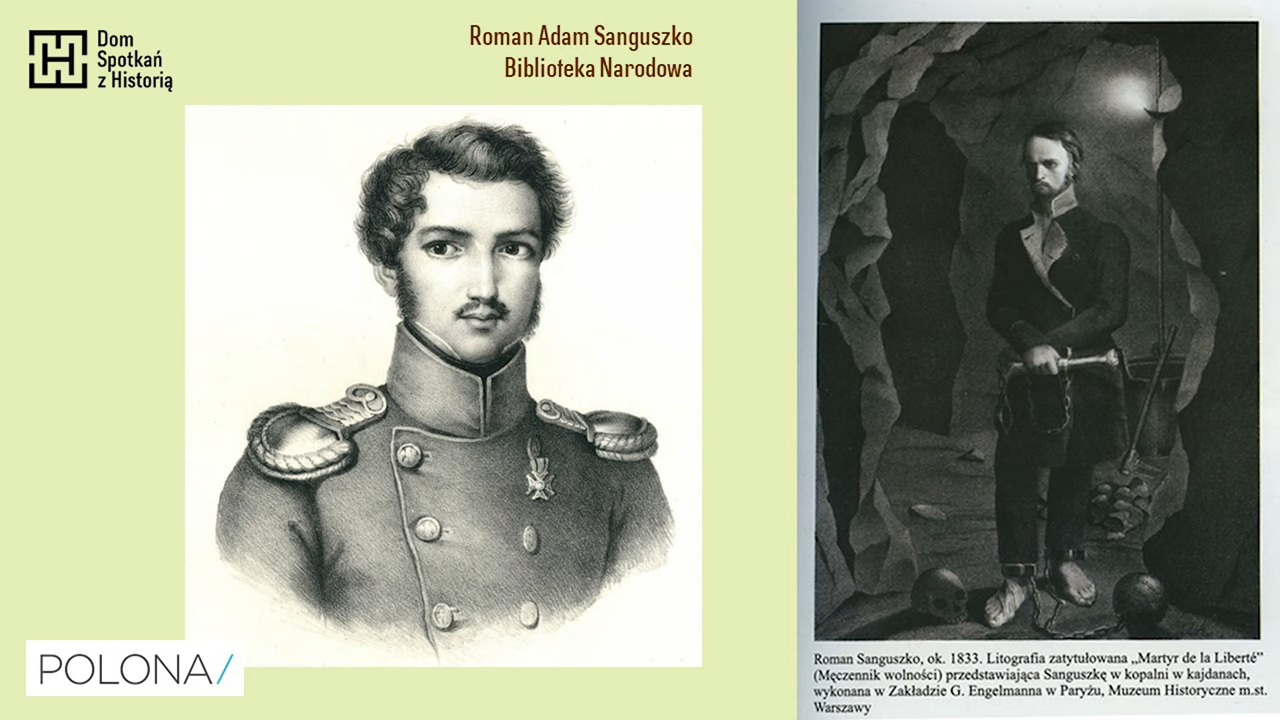 Dom
Spotkań
z Historią
Roman Adam Sanguszko
Biblioteka Narodowa
POLONA/
Roman Sanguszko, ok. 1833. Litografia zatytułowana „Martyr de la Liberté”
(Męczennik wolności) przedstawiająca Sanguszkę w kopalni w kajdanach,
wykonana w Zakładzie G. Engelmanna w Paryżu, Muzeum Historyczne m.st.
Warszawy